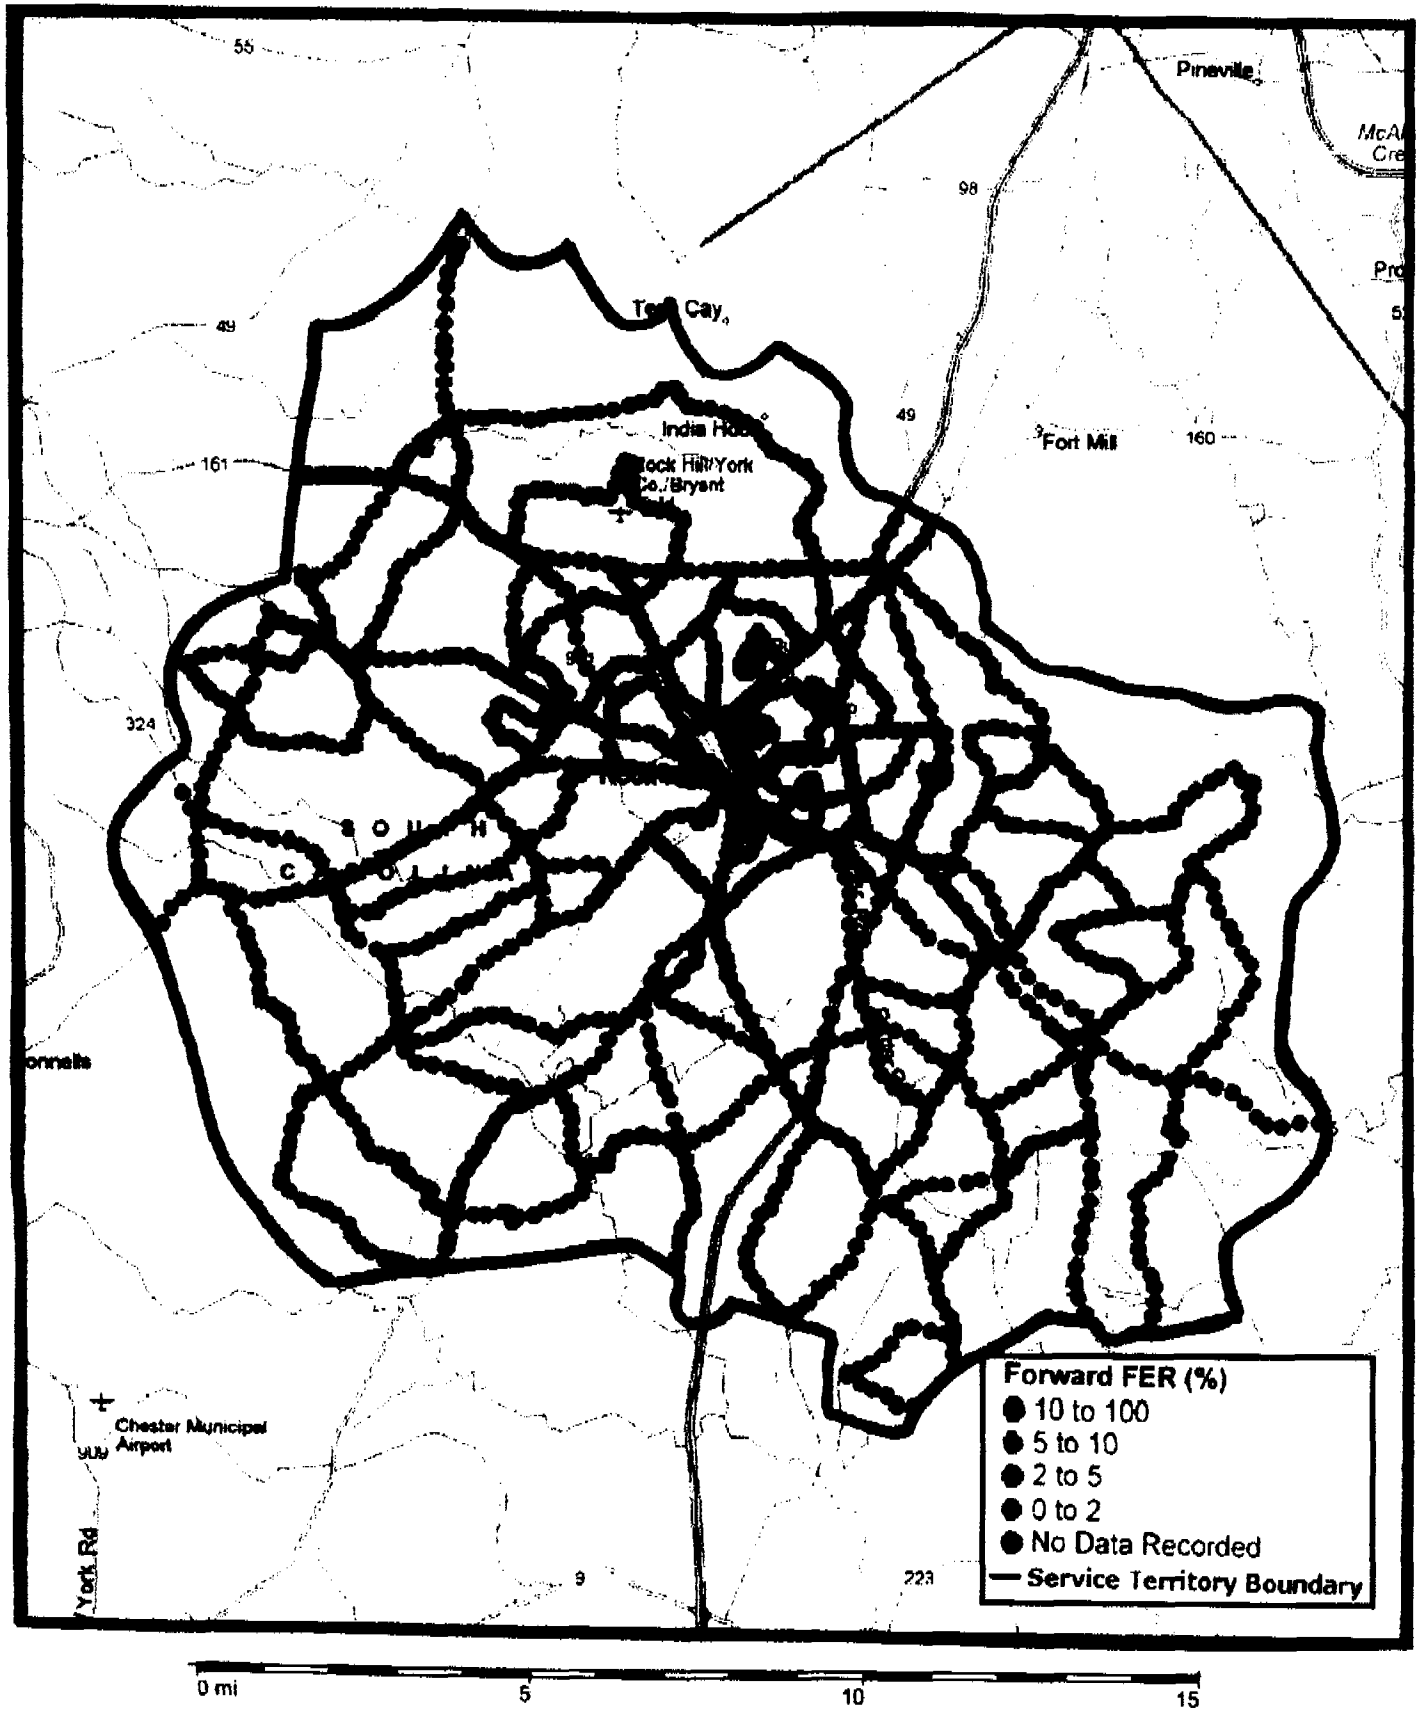 55
Pineville
98
49
Cay
49
Fort Mill
160
161
Rock Hill/York
Co./Bryant
324
S O U H
C O L I N A
onnells
Forward FER (%)
10 to 100
5 to 10
2 to 5
0 to 2
No Data Recorded
Service Territory Boundary
Chester Municipal
Airport
909
York Rd
9
223
0 mi
5
10
15